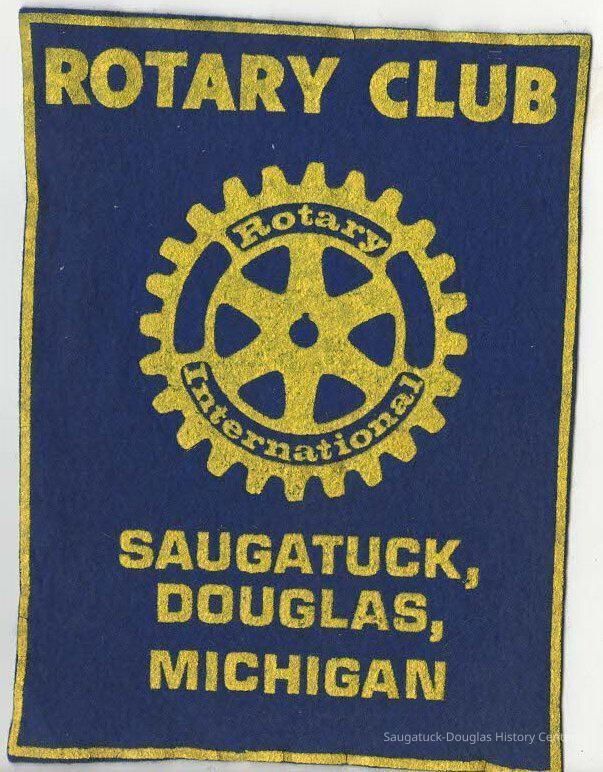 ROTARY CLUB
Rotary
International
SAUGATUCK,
DOUGLAS,
MICHIGAN
Saugatuck-Douglas History Center